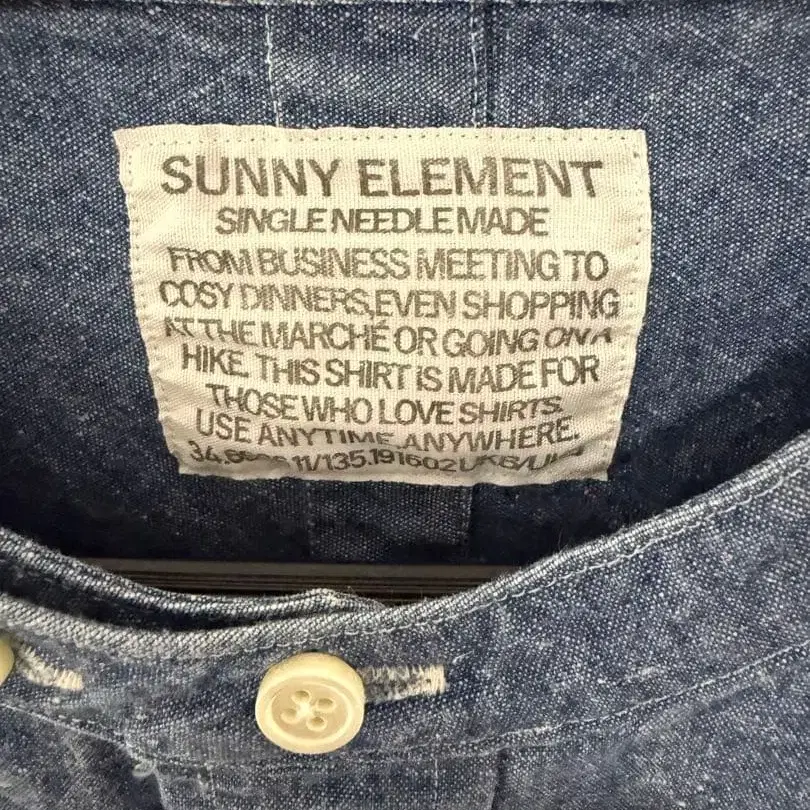 SUNNY ELEMENT
SINGLE NEEDLE MADE
FROM BUSINESS MEETING TO
COSY DINNERS,EVEN SHOPPING
AT THE MARCHÉ OR GOING ON A
HIKE. THIS SHIRT IS MADE FOR
THOSE WHO LOVE SHIRTS.
USE ANYTIME, ANYWHERE.
11/135.191602